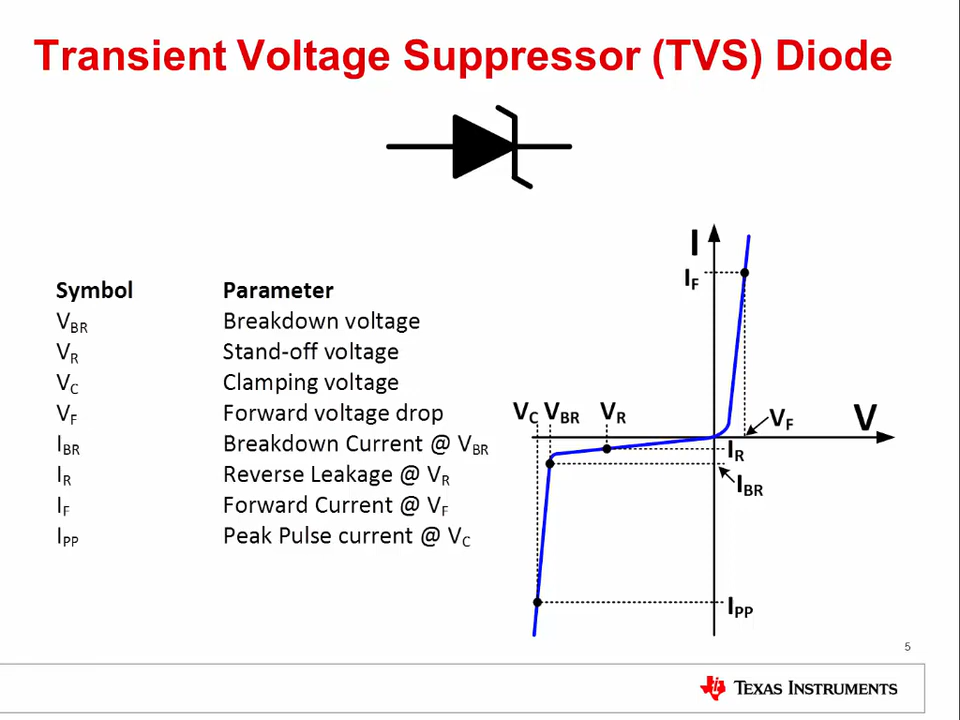 Transient Voltage Suppressor (TVS) Diode
Symbol Parameter
VBR Breakdown voltage
VR Stand-off voltage
VC Clamping voltage
VF Forward voltage drop
IBR Breakdown Current @ VBR
IR Reverse Leakage @ VR
IF Forward Current @ VF
IPP Peak Pulse current @ VC
I
IF
VC VBR VR
VF
V
IR
IBR
IPP
5
TEXAS INSTRUMENTS